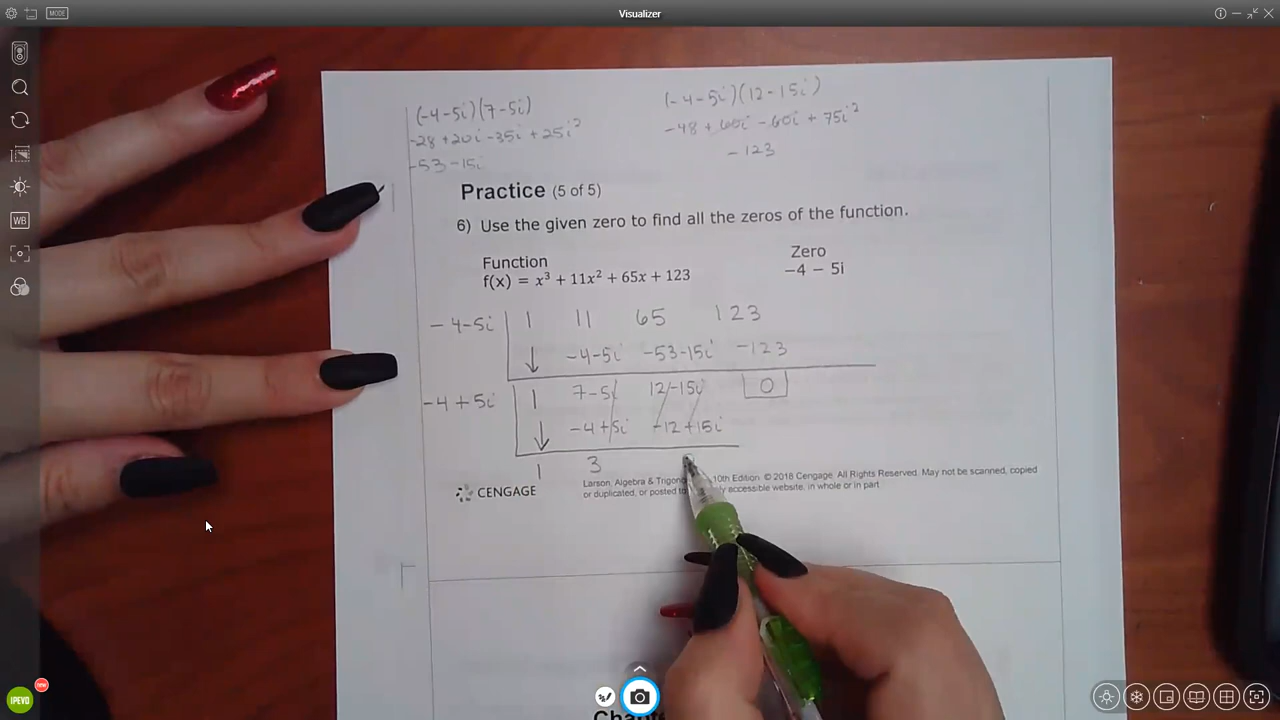 MODE
Visualizer
(-4-5i)(7-5i)
-28+20i-35i+25i²
-53-15i
(-4-5i)(12-15i)
-48+60i-60i+75i²
-123
Practice (5 of 5)
6) Use the given zero to find all the zeros of the function.
Function
f(x) = x³ + 11x² + 65x + 123
Zero
−4 − 5i
-4-5i 1 11 65 123
-4-5i -53-15i -123
-4+5i 1 7-5i 12-15i 0
-4+5i -12+15i
1 3
CENGAGE
Larson, Algebra & 10th Edition. © 2018 Cengage. All Rights Reserved. May not be scanned, copied
or duplicated, or posted to accessible website, in whole or in part
WB
IPEVO
new